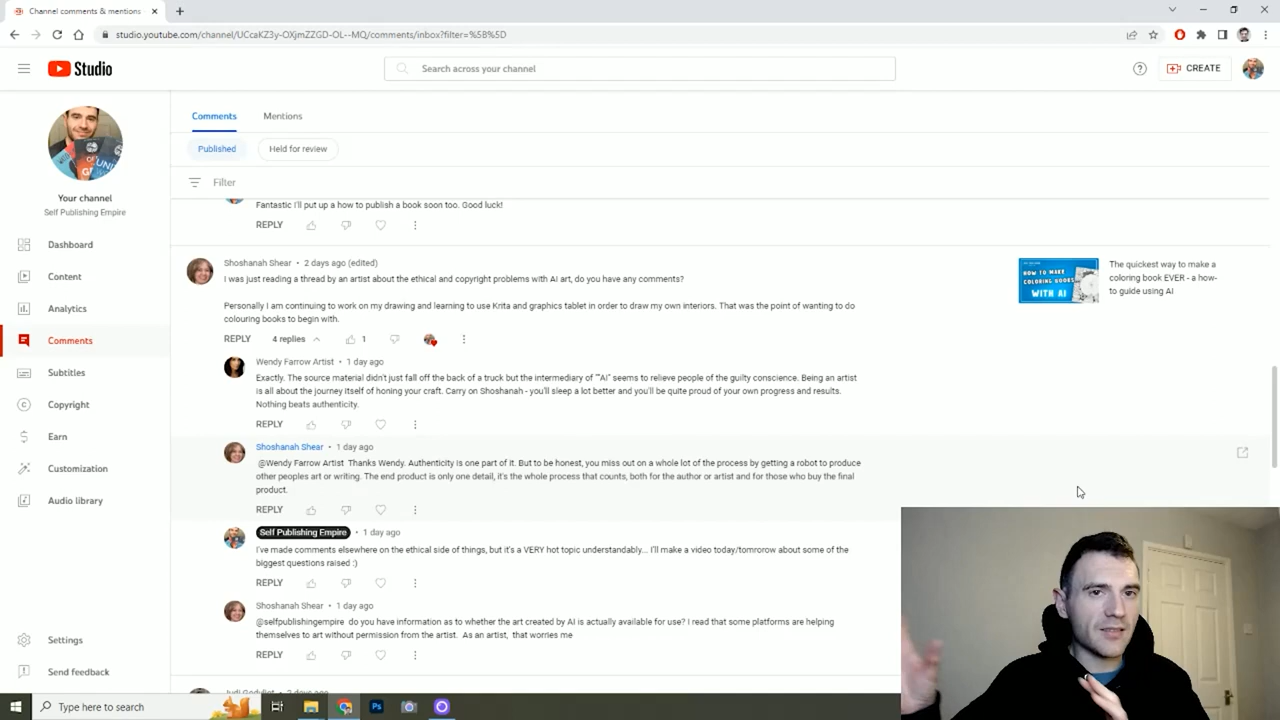 Channel comments & mentions
studio.youtube.com/channel/UCcaKZ3y-OXjmZZGD-OL--MQ/comments/inbox?filter=%5B%5D
Studio
Search across your channel
CREATE
Your channel
Self Publishing Empire
Dashboard
Content
Analytics
Comments
Subtitles
Copyright
Earn
Customization
Audio library
Settings
Send feedback
Comments Mentions
Published Held for review
Filter
Fantastic I'll put up a how to publish a book soon too. Good luck!
REPLY
Shoshanah Shear • 2 days ago (edited)
I was just reading a thread by an artist about the ethical and copyright problems with AI art, do you have any comments?
Personally I am continuing to work on my drawing and learning to use Krita and graphics tablet in order to draw my own interiors. That was the point of wanting to do
colouring books to begin with.
REPLY 4 replies 1
HOW TO MAKE
COLORING BOOKS
WITH AI
The quickest way to make a
coloring book EVER - a how-
to guide using AI
Wendy Farrow Artist • 1 day ago
Exactly. The source material didn't just fall off the back of a truck but the intermediary of ""AI" seems to relieve people of the guilty conscience. Being an artist
is all about the journey itself of honing your craft. Carry on Shoshanah - you'll sleep a lot better and you'll be quite proud of your own progress and results.
Nothing beats authenticity.
REPLY
Shoshanah Shear • 1 day ago
@Wendy Farrow Artist Thanks Wendy. Authenticity is one part of it. But to be honest, you miss out on a whole lot of the process by getting a robot to produce
other peoples art or writing. The end product is only one detail, it's the whole process that counts, both for the author or artist and for those who buy the final
product.
REPLY
Self Publishing Empire • 1 day ago
I've made comments elsewhere on the ethical side of things, but it's a VERY hot topic understandably... I'll make a video today/tomrorow about some of the
biggest questions raised :)
REPLY
Shoshanah Shear • 1 day ago
@selfpublishingempire do you have information as to whether the art created by AI is actually available for use? I read that some platforms are helping
themselves to art without permission from the artist. As an artist, that worries me
REPLY
Type here to search
Ps